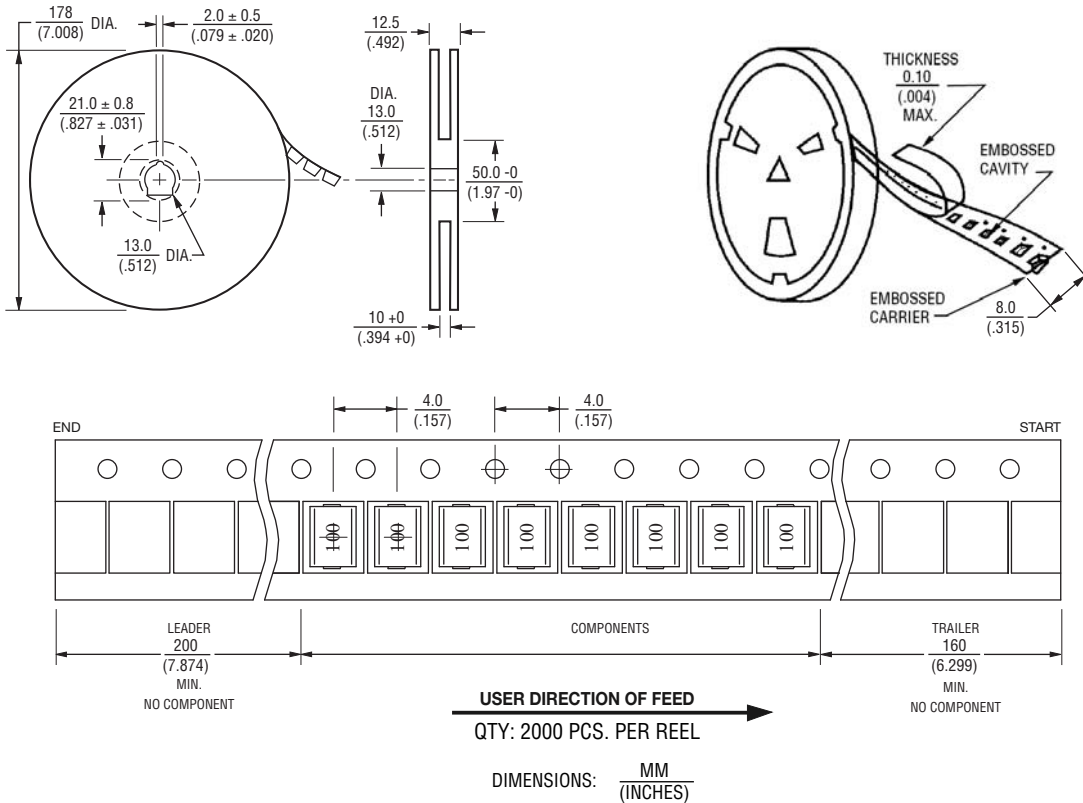 178
(7.008)
DIA.
2.0 ± 0.5
(.079 ± .020)
21.0 ± 0.8
(.827 ± .031)
13.0
(.512)
DIA.
12.5
(.492)
DIA.
13.0
(.512)
50.0 -0
(1.97 -0)
10 +0
(.394 +0)
THICKNESS
0.10
(.004)
MAX.
EMBOSSED
CAVITY
EMBOSSED
CARRIER
8.0
(.315)
4.0
(.157)
4.0
(.157)
END
START
100
100
100
100
100
100
100
100
LEADER
200
(7.874)
MIN.
NO COMPONENT
COMPONENTS
TRAILER
160
(6.299)
MIN.
NO COMPONENT
USER DIRECTION OF FEED
QTY: 2000 PCS. PER REEL
DIMENSIONS:
MM
(INCHES)